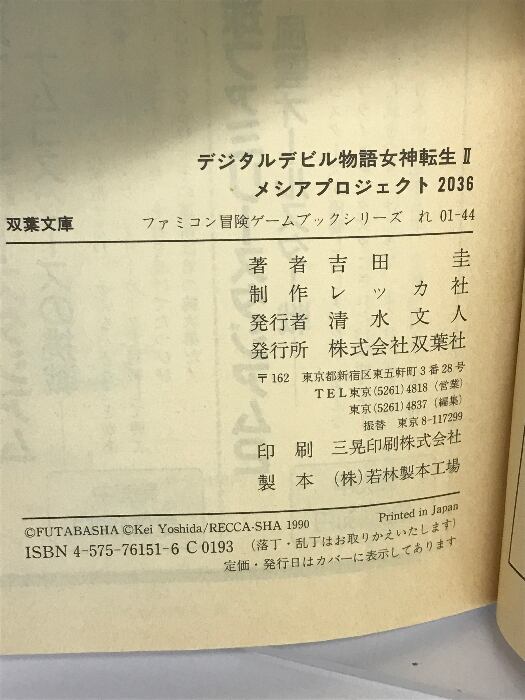 デジタルデビル物語女神転生Ⅱ
メシアプロジェクト2036
双葉文庫 ファミコン冒険ゲームブックシリーズ れ 01-44
著者 吉田 圭
制作 レッカ社
発行者 清水文人
発行所 株式会社双葉社
〒162 東京都新宿区東五軒町3番28号
TEL東京(5261)4818(営業)
東京(5261)4837(編集)
振替 東京8-117299
印刷 三晃印刷株式会社
製本 (株)若林製本工場
©FUTABASHA ©Kei Yoshida/RECCA-SHA 1990 Printed in Japan
ISBN 4-575-76151-6 C0193 (落丁・乱丁はお取りかえいたします)
定価・発行日はカバーに表示してあります